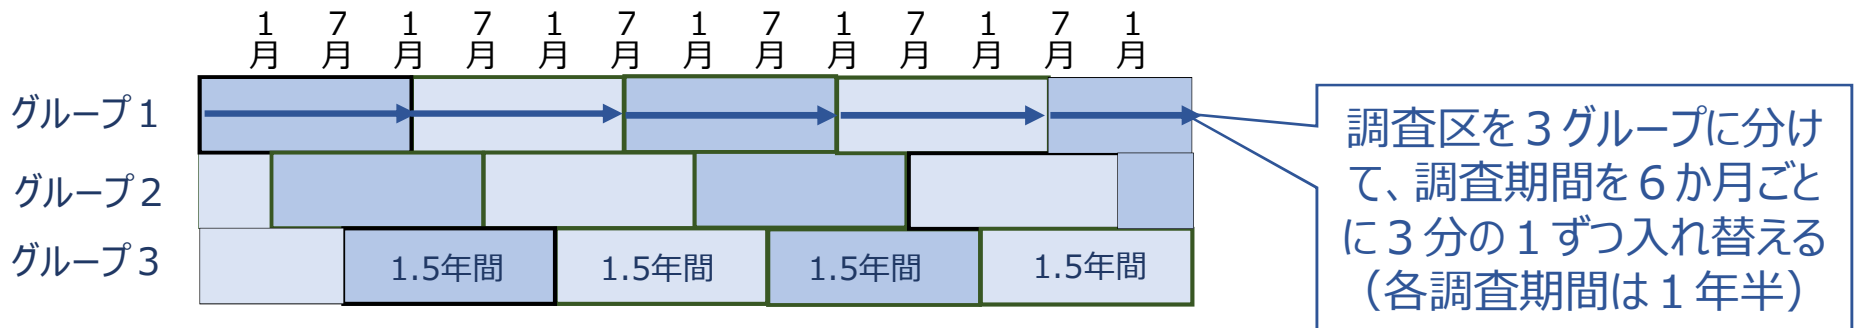 1月 7月 1月 7月 1月 7月 1月 7月 1月 7月 1月 7月 1月
グループ1
グループ2
グループ3 1.5年間 1.5年間 1.5年間 1.5年間
調査区を3グループに分け
て、調査期間を6か月ごと
に3分の1ずつ入れ替える
(各調査期間は1年半)